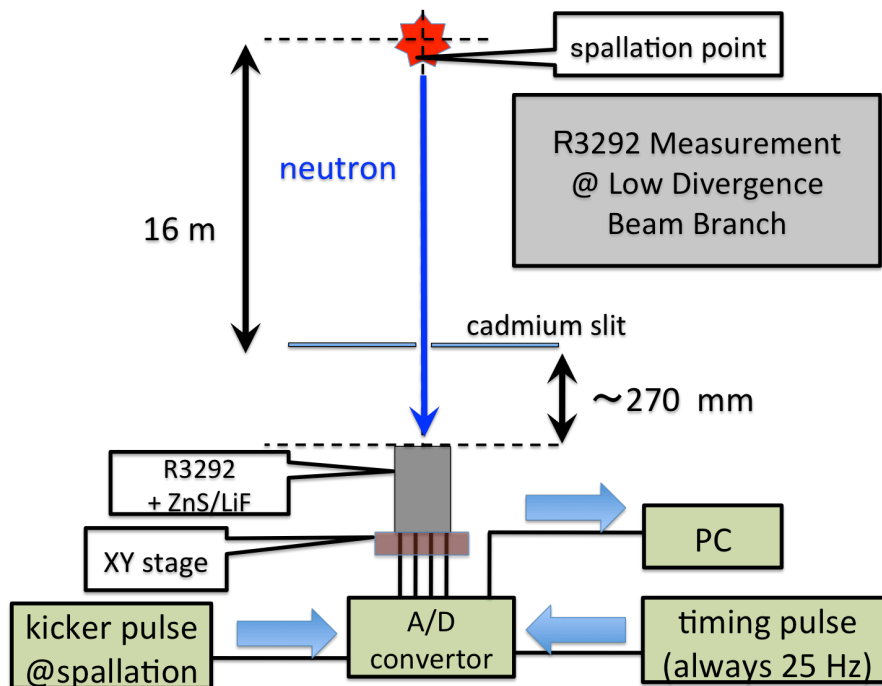 spallation point
R3292 Measurement
@ Low Divergence
Beam Branch
neutron
16 m
cadmium slit
～270 mm
R3292
+ ZnS/LiF
XY stage
PC
kicker pulse
@spallation
A/D
convertor
timing pulse
(always 25 Hz)